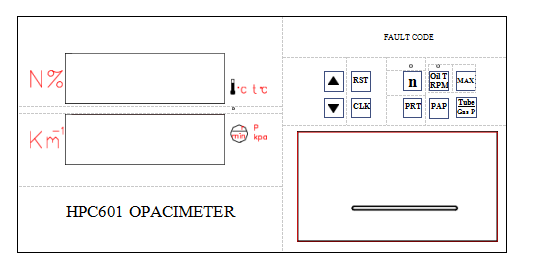 FAULT CODE
N%
°C t °C
RST
n
Oil T
RPM
MAX
CLK
PRT
PAP
Tube
Gas P
Km⁻¹
min
P
kpa
HPC601 OPACIMETER